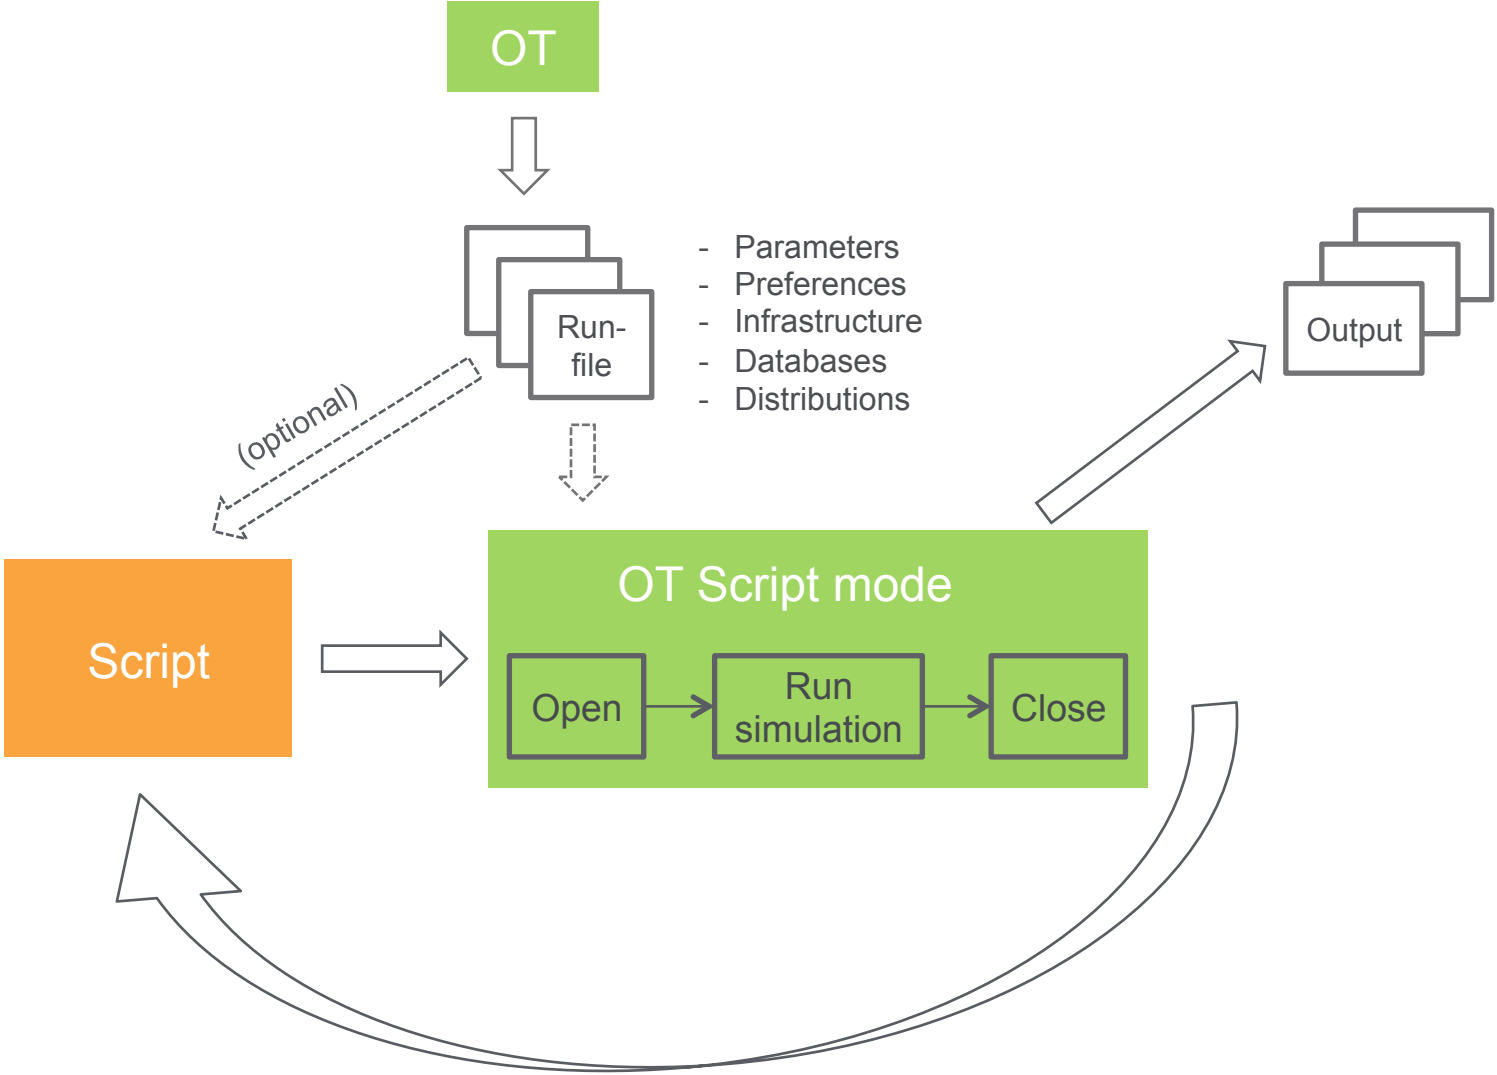 OT
Run-
file
- Parameters
- Preferences
- Infrastructure
- Databases
- Distributions
Output
(optional)
Script
OT Script mode
Open
Run
simulation
Close